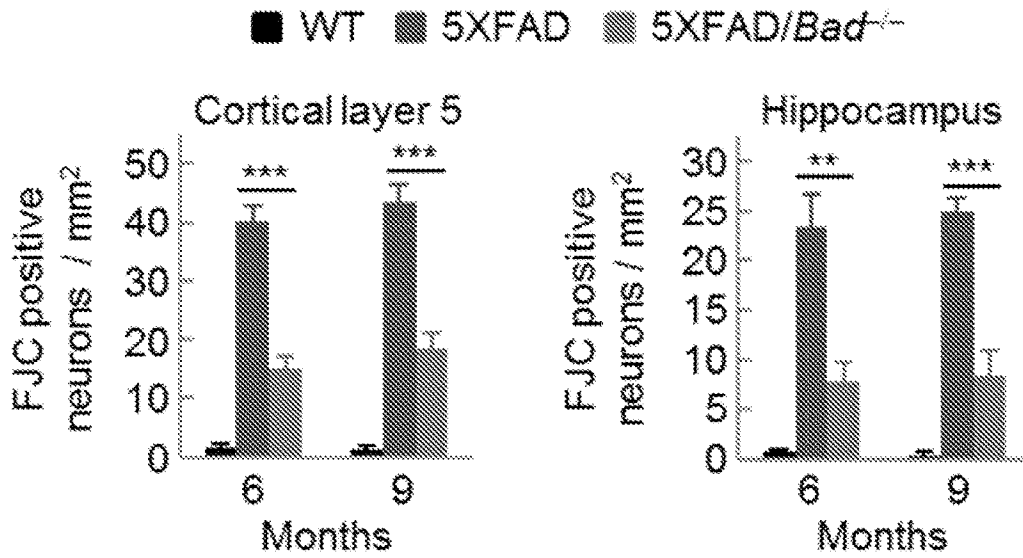 WT 5XFAD 5XFAD/Bad-/-
Cortical layer 5
FJC positive
neurons / mm²
50
40
30
20
10
0
***
***
6 9
Months
Hippocampus
FJC positive
neurons / mm²
30
25
20
15
10
5
0
**
***
6 9
Months